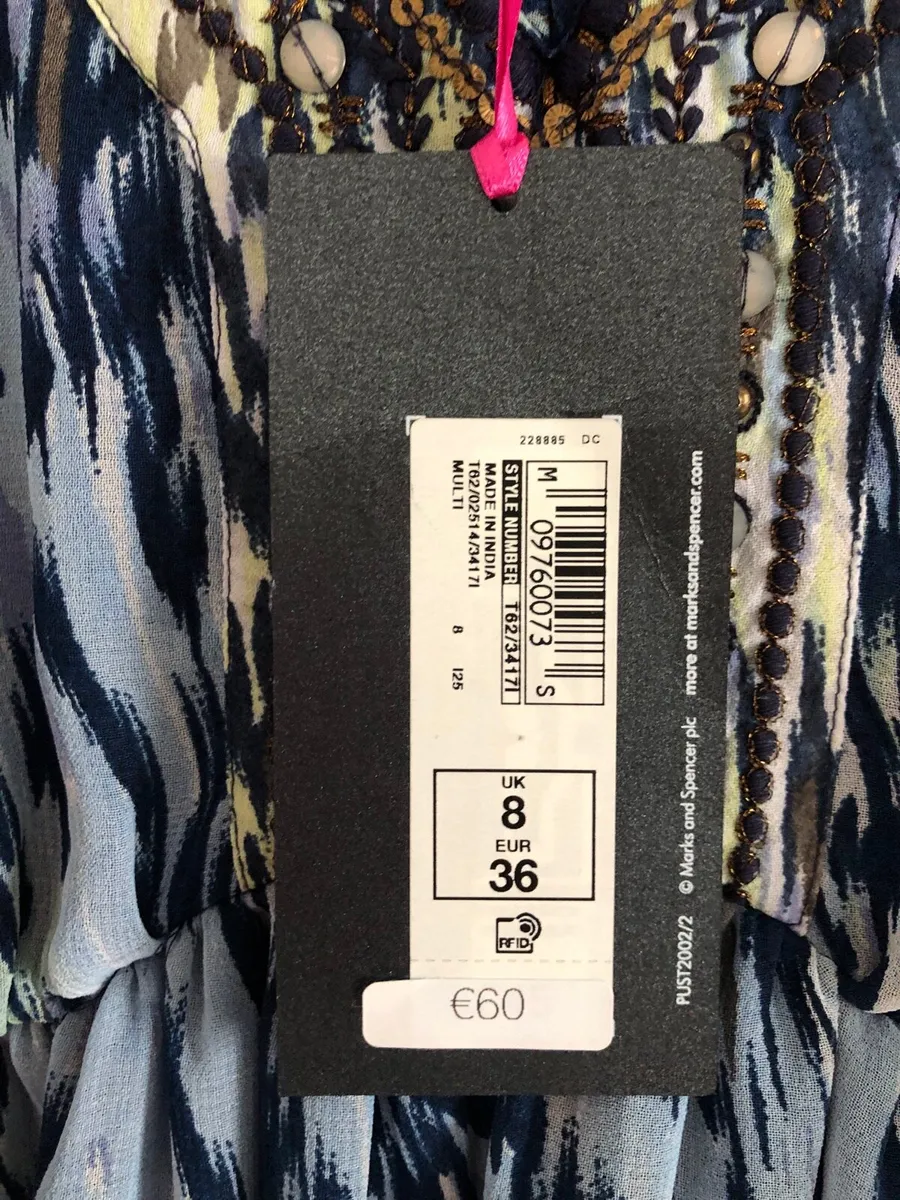 228885 DC
M 09760073 S
STYLE NUMBER T62/3417I
MADE IN INDIA
T62/02514/3417I 8 I25
MULTI
UK
8
EUR
36
RFID
€60
PUST2002/2 © Marks and Spencer plc more at marksandspencer.com